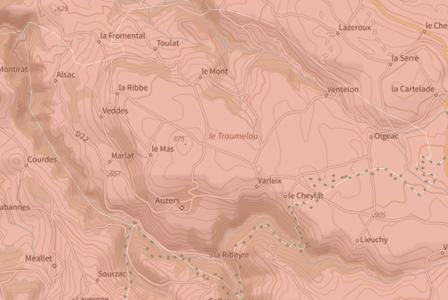 629
la Fromental
Toulat
Lazeroux
le Che
la Serre
Montirat
Alsac
le Mont
la Ribbe
Venteion
la Cartelade
Veddes
D22
875
le Troumelou
Olgeac
le Mas
Marlat
Courdes
657
Varleix
le Cheylat
Auzers
abannes
905
Lieuchy
la Ribeyre
Méallet
Sourzac